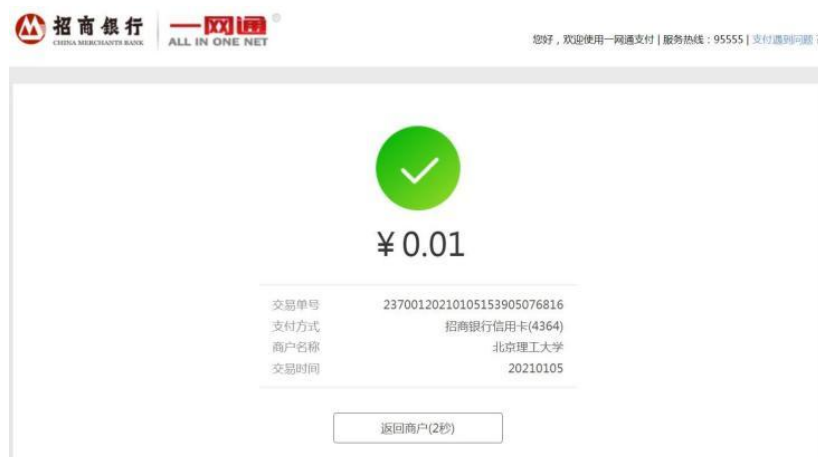 招商银行
CHINA MERCHANTS BANK
一网通®
ALL IN ONE NET
您好，欢迎使用一网通支付 | 服务热线：95555 | 支付遇到问题
¥ 0.01
交易单号 23700120210105153905076816
支付方式 招商银行信用卡(4364)
商户名称 北京理工大学
交易时间 20210105
返回商户(2秒)